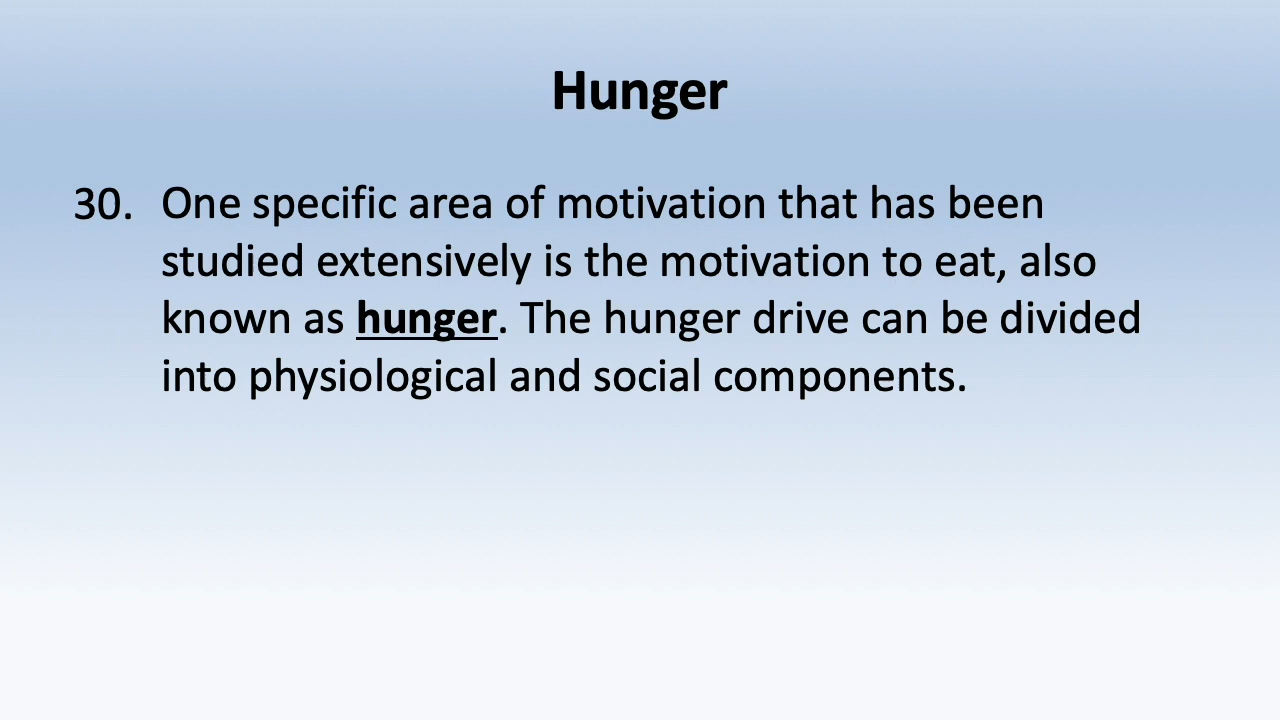 Hunger
30. One specific area of motivation that has been
studied extensively is the motivation to eat, also
known as hunger. The hunger drive can be divided
into physiological and social components.